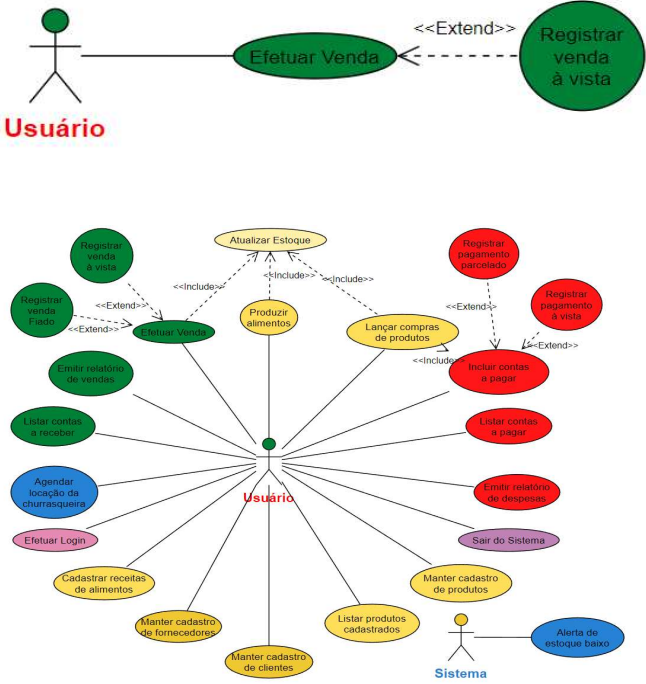 <<Extend>>
Registrar
venda
à vista
Efetuar Venda
Usuário
Registrar
venda
à vista
Atualizar Estoque
Registrar
pagamento
parcelado
<<Include>>
<<Include>>
<<Include>>
Registrar
venda
Fiado
<<Extend>>
<<Extend>>
Efetuar Venda
Produzir
alimentos
Lançar compras
de produtos
<<Extend>>
Registrar
pagamento
à vista
<<Extend>>
<<Include>>
Emitir relatório
de vendas
Incluir contas
a pagar
Listar contas
a receber
Listar contas
a pagar
Agendar
locação da
churrasqueira
Usuário
Emitir relatório
de despesas
Efetuar Login
Sair do Sistema
Cadastrar receitas
de alimentos
Manter cadastro
de produtos
Manter cadastro
de fornecedores
Listar produtos
cadastrados
Manter cadastro
de clientes
Sistema
Alerta de
estoque baixo